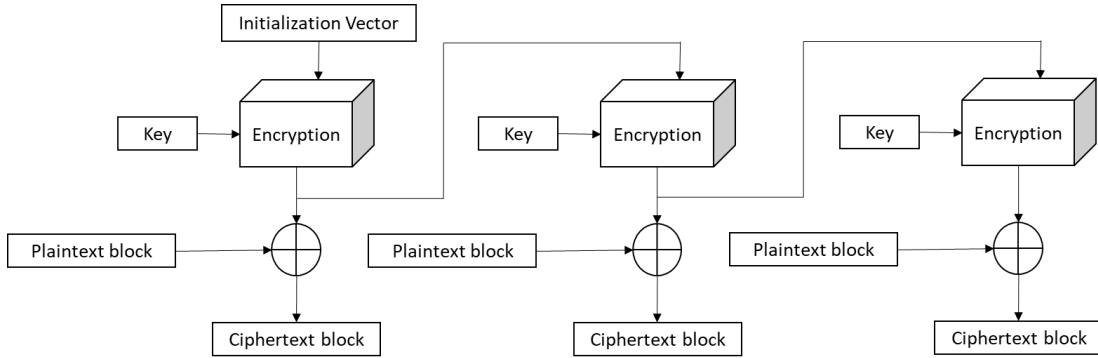 Initialization Vector
Key
Encryption
Key
Encryption
Key
Encryption
Plaintext block
Plaintext block
Plaintext block
Ciphertext block
Ciphertext block
Ciphertext block